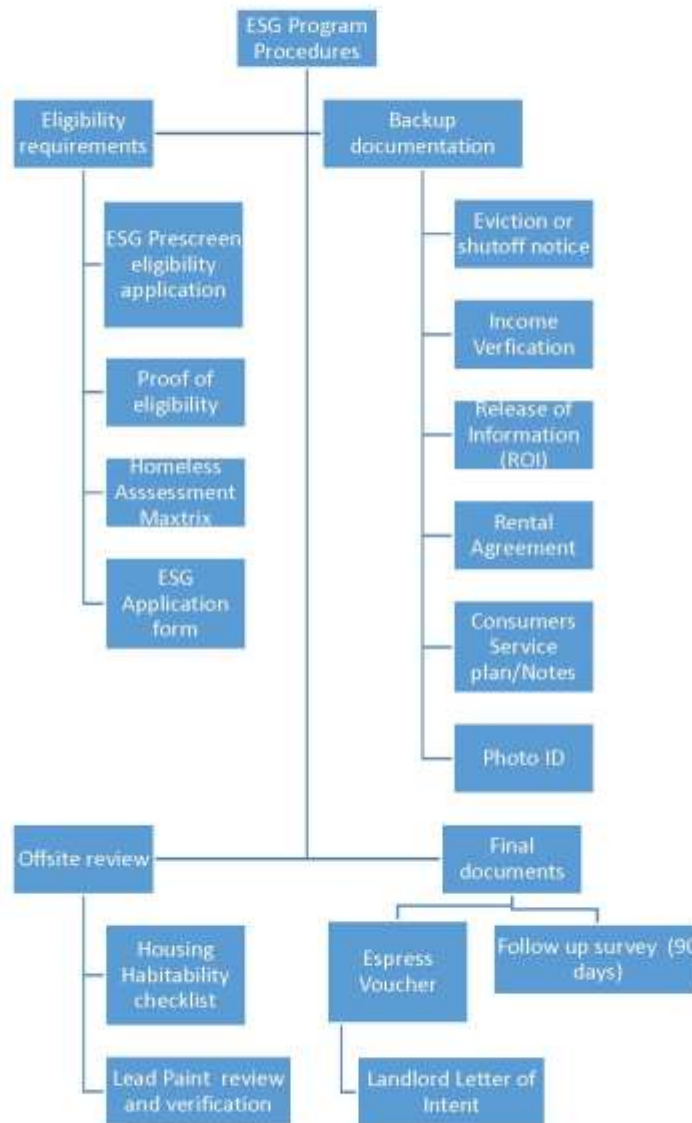 ESG Program
Procedures
Eligibility
requirements
Backup
documentation
ESG Prescreen
eligibility
application
Proof of
eligibility
Homeless
Asssessment
Maxtrix
ESG
Application
form
Eviction or
shutoff notice
Income
Verfication
Release of
Information
(ROI)
Rental
Agreement
Consumers
Service
plan/Notes
Photo ID
Offsite review
Final
documents
Housing
Habitability
checklist
Lead Paint review
and verification
Espress
Voucher
Follow up survey (90
days)
Landlord Letter of
Intent